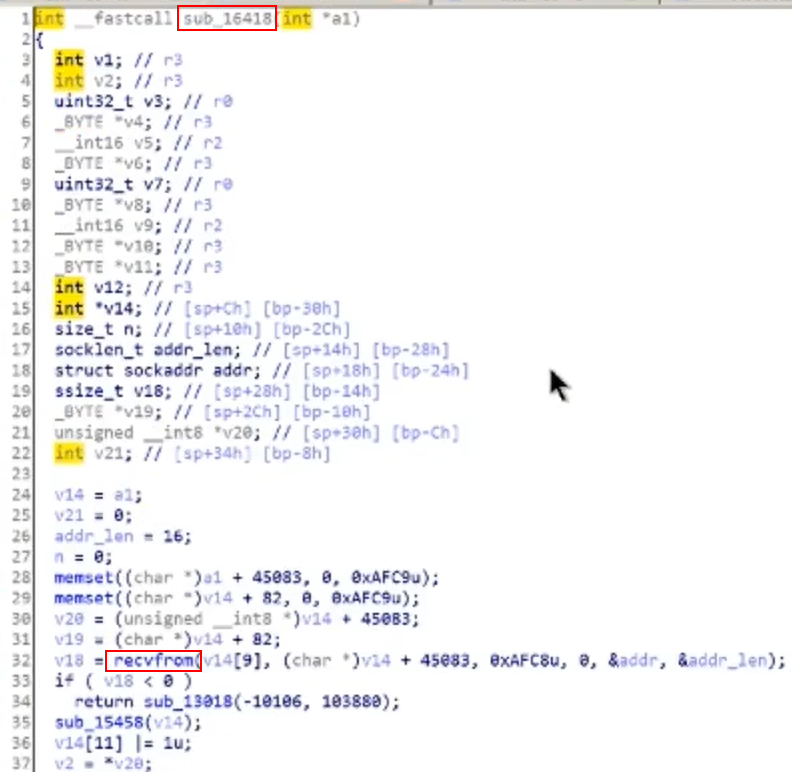 1 int __fastcall sub_16418(int *a1)
2 {
3 int v1; // r3
4 int v2; // r3
5 uint32_t v3; // r0
6 _BYTE *v4; // r3
7 __int16 v5; // r2
8 _BYTE *v6; // r3
9 uint32_t v7; // r0
10 _BYTE *v8; // r3
11 __int16 v9; // r2
12 _BYTE *v10; // r3
13 _BYTE *v11; // r3
14 int v12; // r3
15 int *v14; // [sp+Ch] [bp-30h]
16 size_t n; // [sp+10h] [bp-2Ch]
17 socklen_t addr_len; // [sp+14h] [bp-28h]
18 struct sockaddr addr; // [sp+18h] [bp-24h]
19 ssize_t v18; // [sp+28h] [bp-14h]
20 _BYTE *v19; // [sp+2Ch] [bp-10h]
21 unsigned __int8 *v20; // [sp+30h] [bp-Ch]
22 int v21; // [sp+34h] [bp-8h]
23
24 v14 = a1;
25 v21 = 0;
26 addr_len = 16;
27 n = 0;
28 memset((char *)a1 + 45083, 0, 0xAFC9u);
29 memset((char *)v14 + 82, 0, 0xAFC9u);
30 v20 = (unsigned __int8 *)v14 + 45083;
31 v19 = (char *)v14 + 82;
32 v18 = recvfrom(v14[9], (char *)v14 + 45083, 0xAFC8u, 0, &addr, &addr_len);
33 if ( v18 < 0 )
34 return sub_13018(-10106, 103880);
35 sub_15458(v14);
36 v14[11] |= 1u;
37 v2 = *v20;